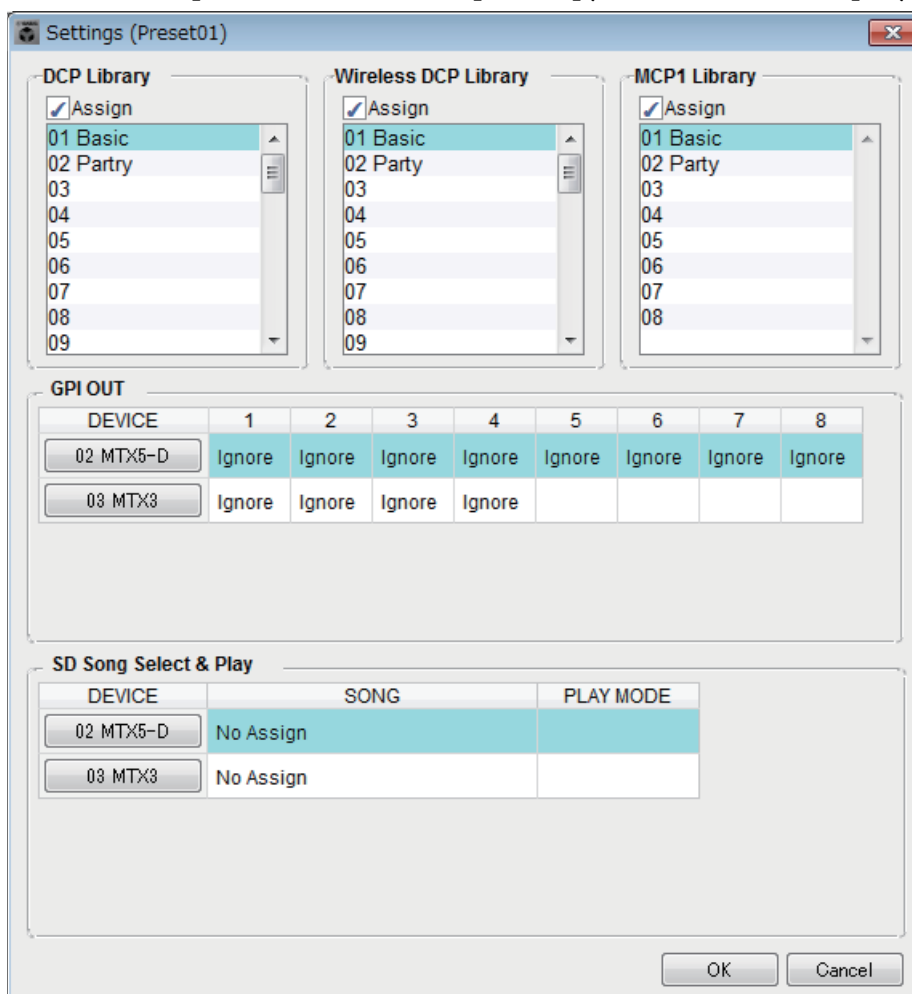 Settings (Preset01)
DCP Library
Assign
01 Basic
02 Partry
03
04
05
06
07
08
09
Wireless DCP Library
Assign
01 Basic
02 Party
03
04
05
06
07
08
09
MCP1 Library
Assign
01 Basic
02 Party
03
04
05
06
07
08
GPI OUT
DEVICE 1 2 3 4 5 6 7 8
02 MTX5-D Ignore Ignore Ignore Ignore Ignore Ignore Ignore Ignore
03 MTX3 Ignore Ignore Ignore Ignore
SD Song Select & Play
DEVICE SONG PLAY MODE
02 MTX5-D No Assign
03 MTX3 No Assign
OK Cancel